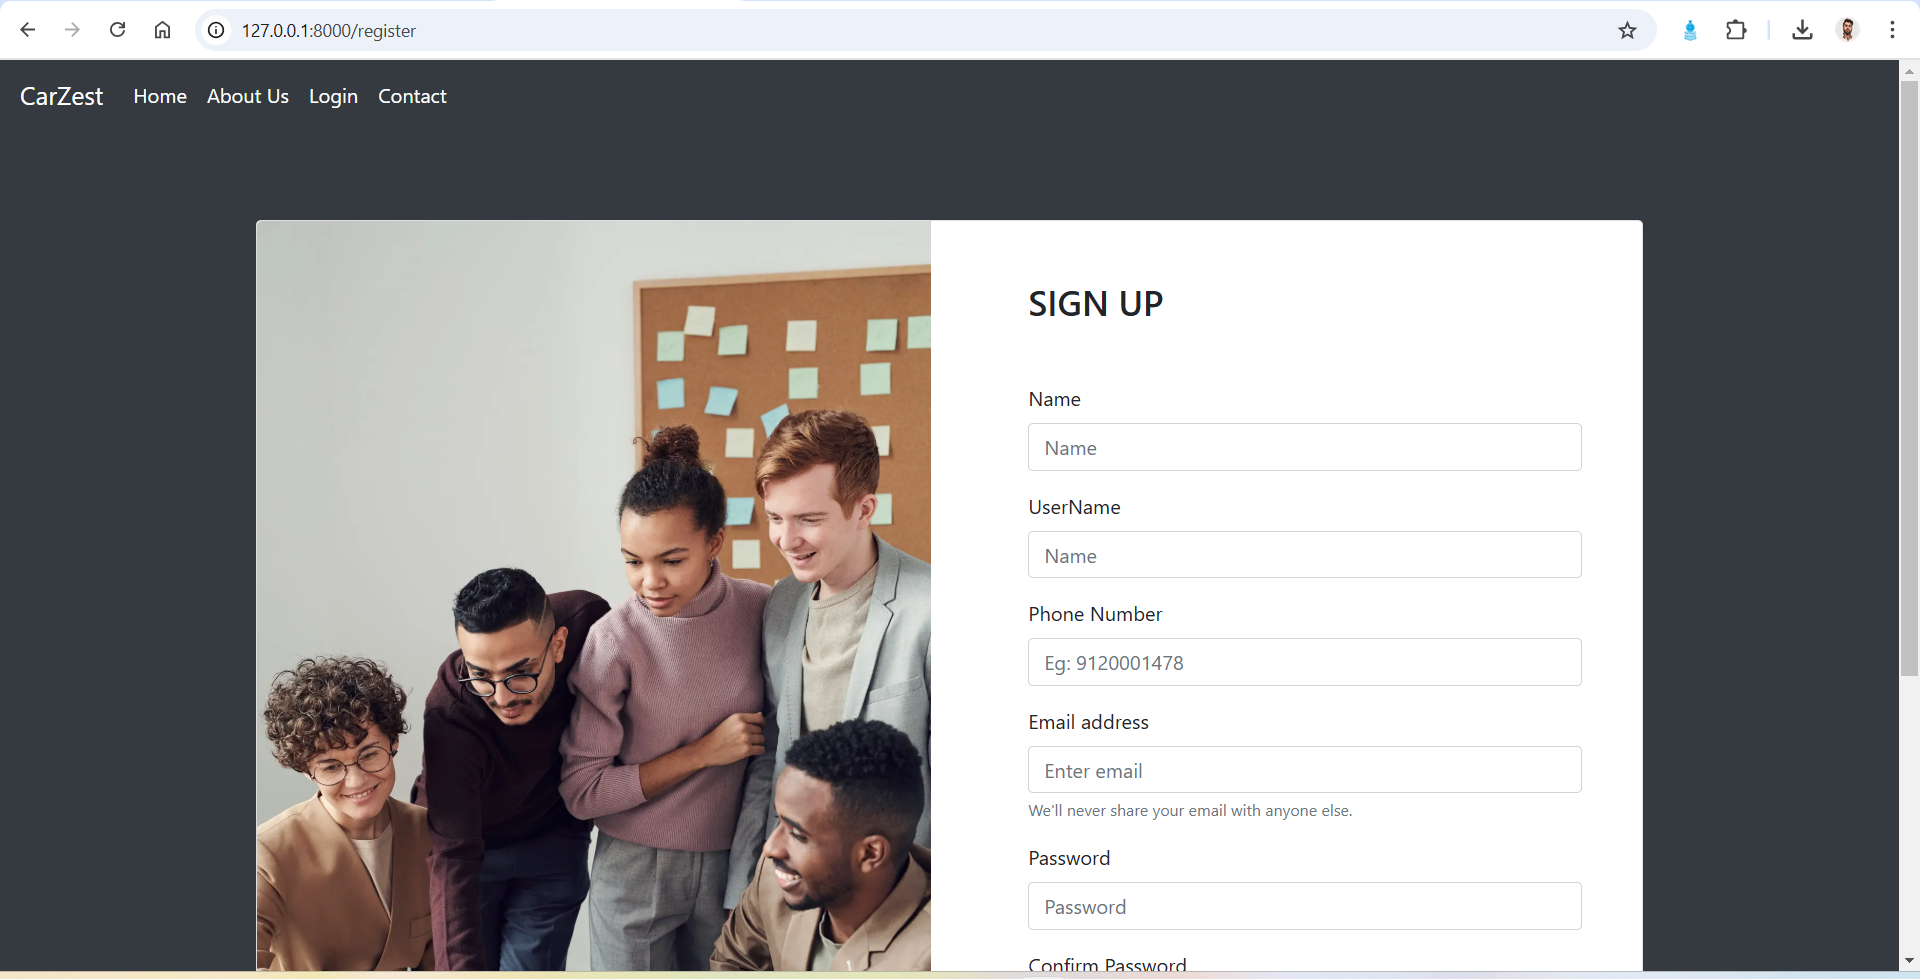 127.0.0.1:8000/register
CarZest Home About Us Login Contact
SIGN UP
Name
Name
UserName
Name
Phone Number
Eg: 9120001478
Email address
Enter email
We'll never share your email with anyone else.
Password
Password
Confirm Password